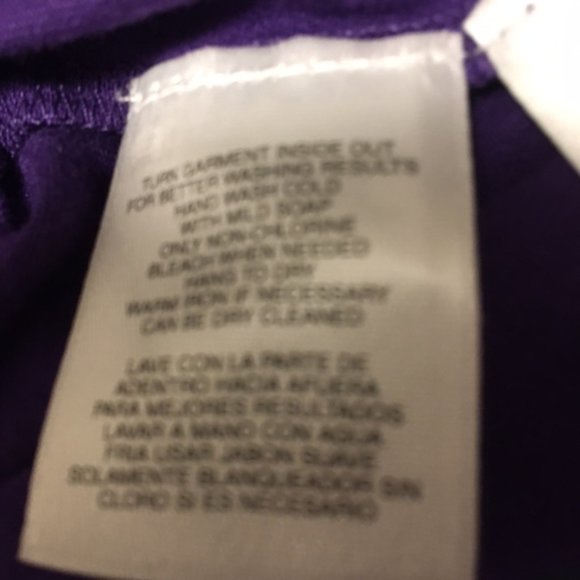 TURN GARMENT INSIDE OUT
FOR BETTER WASHING RESULTS
HAND WASH COLD
WITH MILD SOAP
ONLY NON-CHLORINE
BLEACH WHEN NEEDED
HANG TO DRY
WARM IRON IF NECESSARY
CAN BE DRY CLEANED
LAVE CON LA PARTE DE
ADENTRO HACIA AFUERA
PARA MEJORES RESULTADOS
LAVAR A MANO CON AGUA
FRIA USAR JABON SUAVE
SOLAMENTE BLANQUEADOR SIN
CLORO SI ES NECESARIO